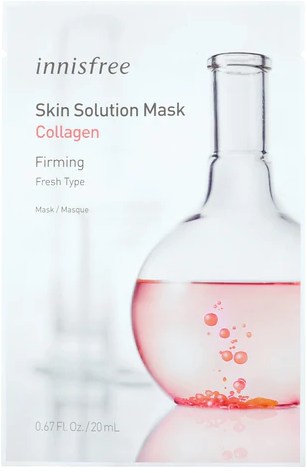 innisfree
Skin Solution Mask
Collagen
Firming
Fresh Type
Mask / Masque
0.67 Fl. Oz. / 20 mL